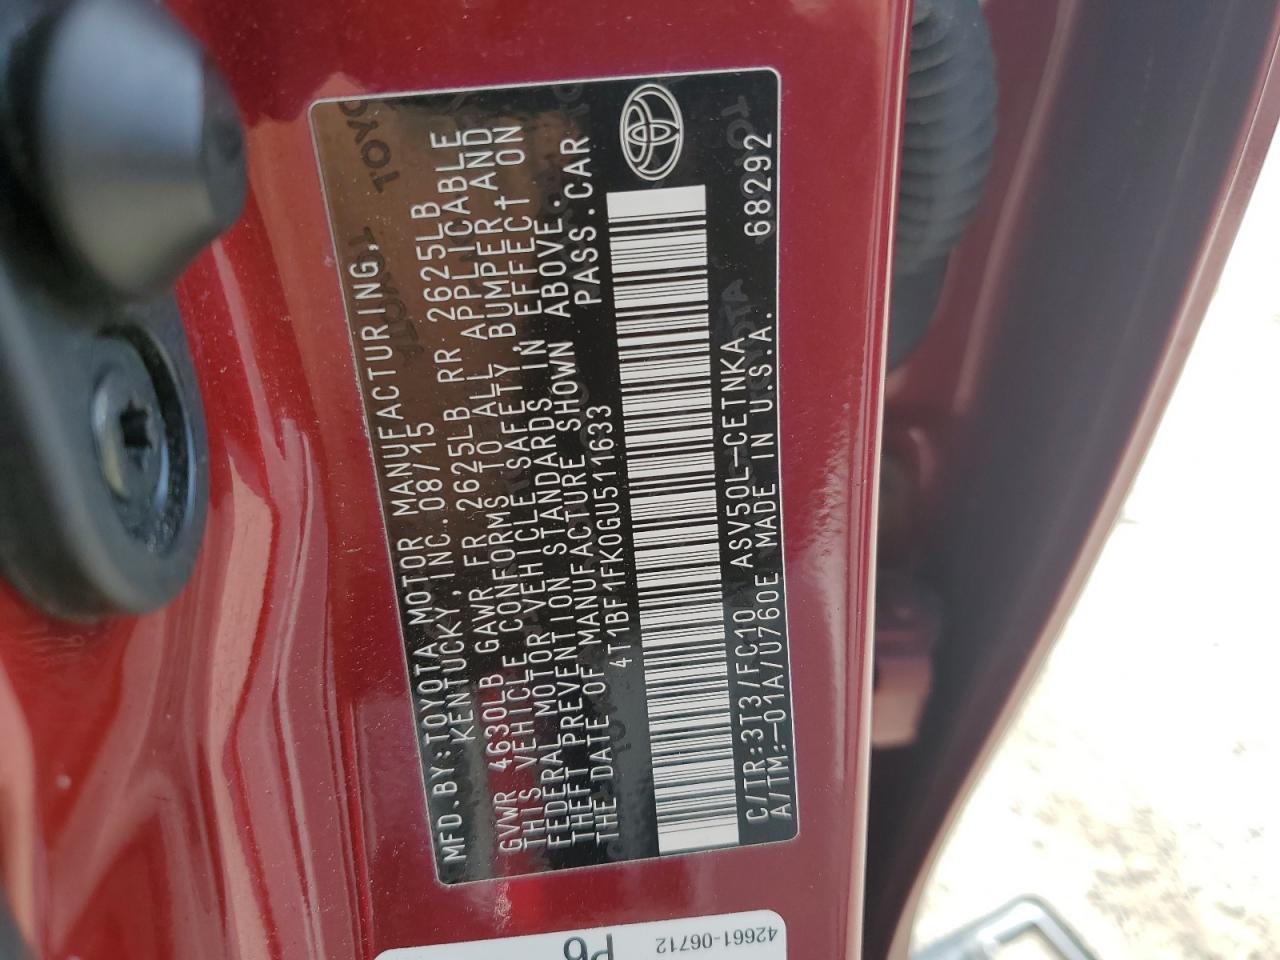 MFD.BY:TOYOTA MOTOR MANUFACTURING,
KENTUCKY, INC. 08/15
GVWR 4630LB GAWR FR 2625LB RR 2625LB
THIS VEHICLE CONFORMS TO ALL APPLICABLE
FEDERAL MOTOR VEHICLE SAFETY, BUMPER, AND
THEFT PREVENTION STANDARDS IN EFFECT ON
THE DATE OF MANUFACTURE SHOWN ABOVE.
4T1BF1FK0GU511633 PASS.CAR
C/TR:3T3/FC10 ASV50L-CETNKA
A/TM:-01A/U760E MADE IN U.S.A. 68292
42661-06712
P6